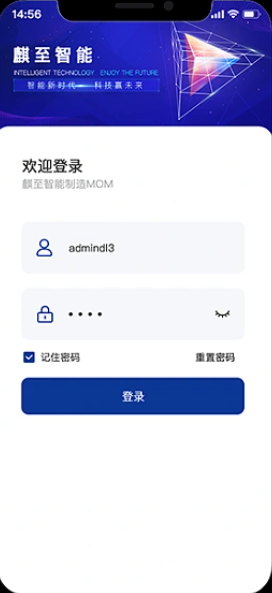 14:56
麒至智能
INTELLIGENT TECHNOLOGY ENJOY THE FUTURE
智能新时代 科技赢未来
欢迎登录
麒至智能制造MOM
admindl3
记住密码
重置密码
登录